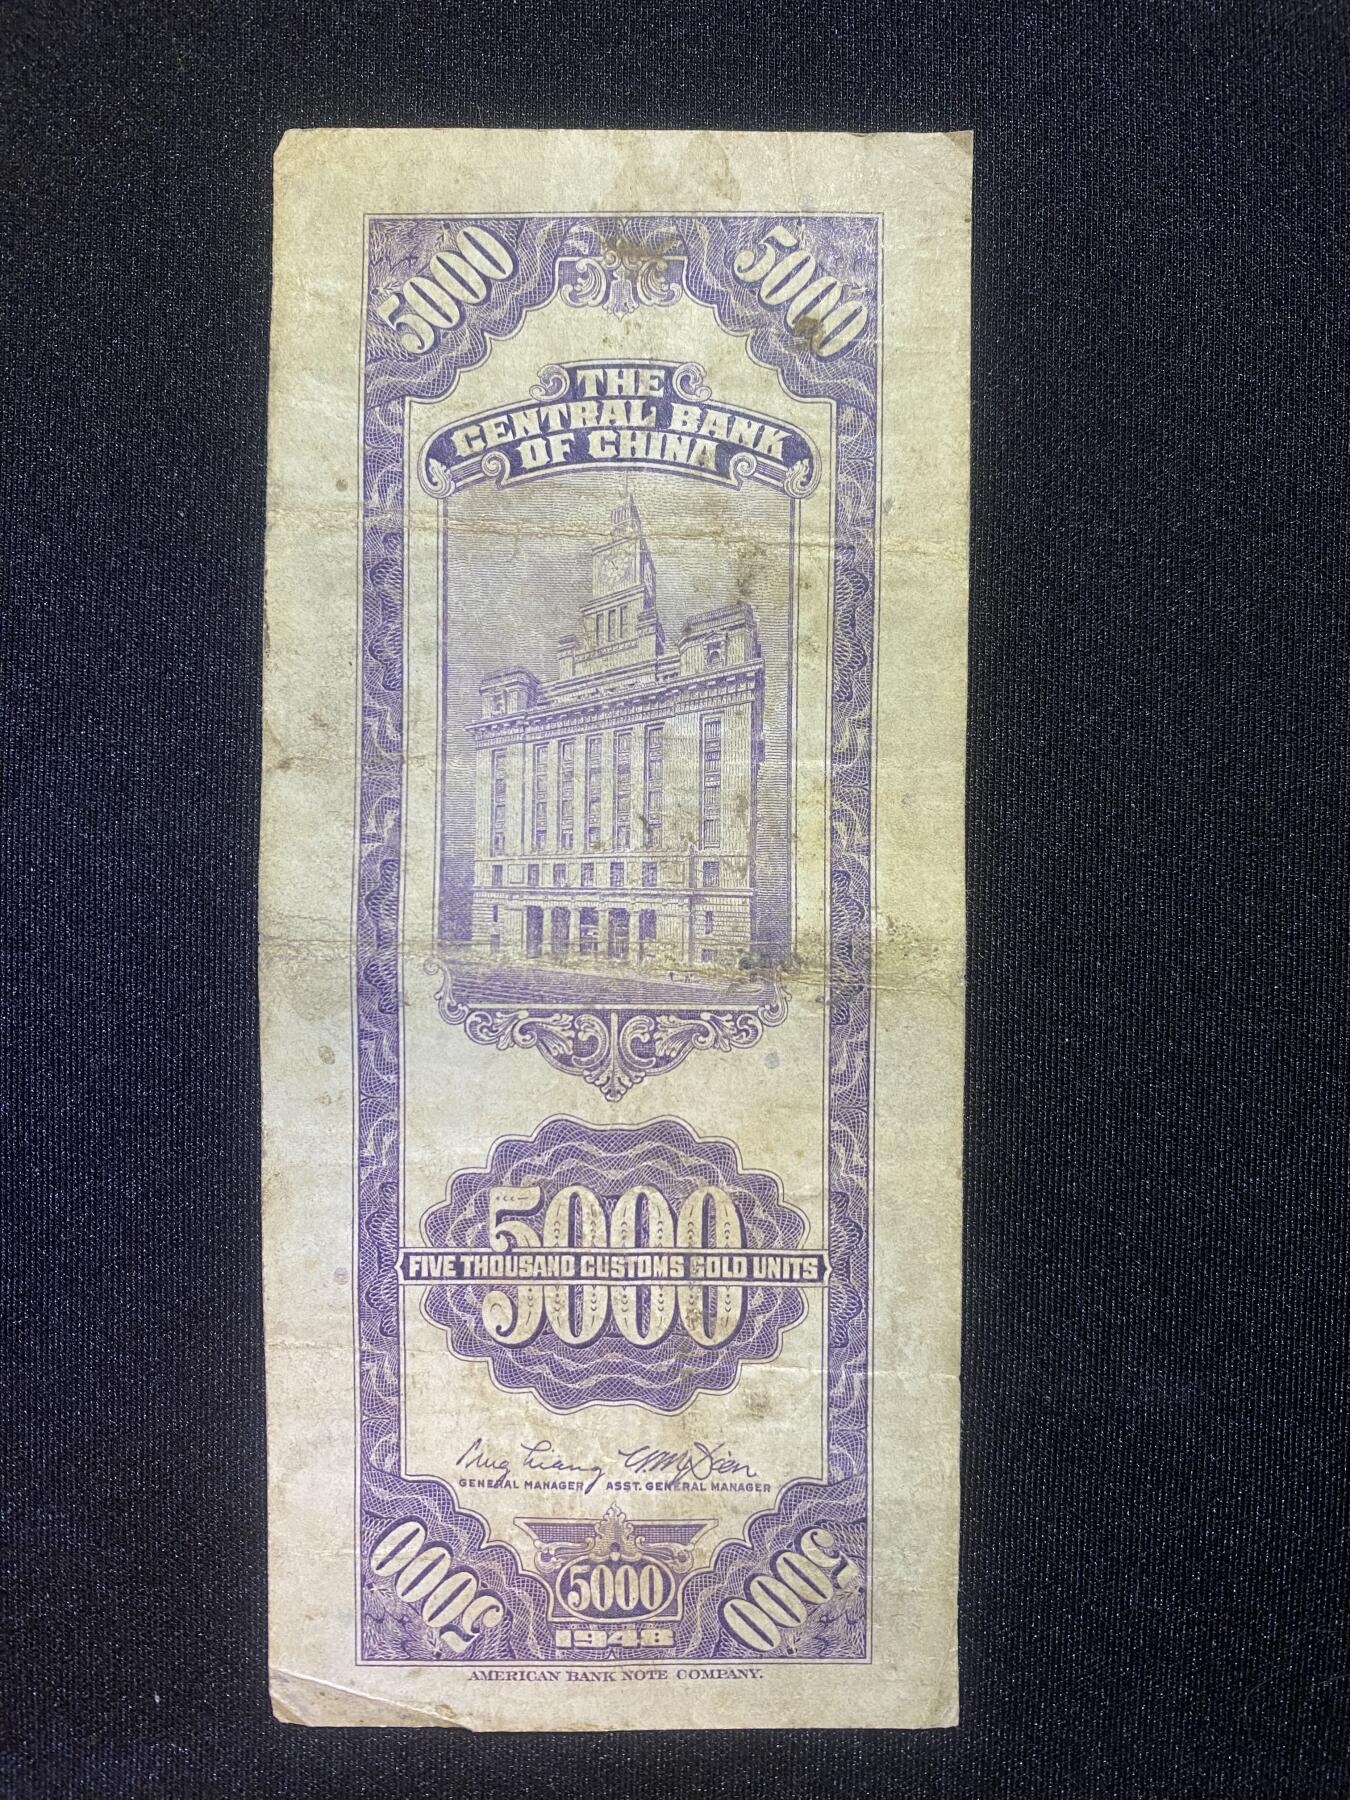 5000 5000
THE
CENTRAL BANK
OF CHINA
5000
FIVE THOUSAND CUSTOMS GOLD UNITS
GENERAL MANAGER ASST. GENERAL MANAGER
5000 5000 5000
1948
AMERICAN BANK NOTE COMPANY.